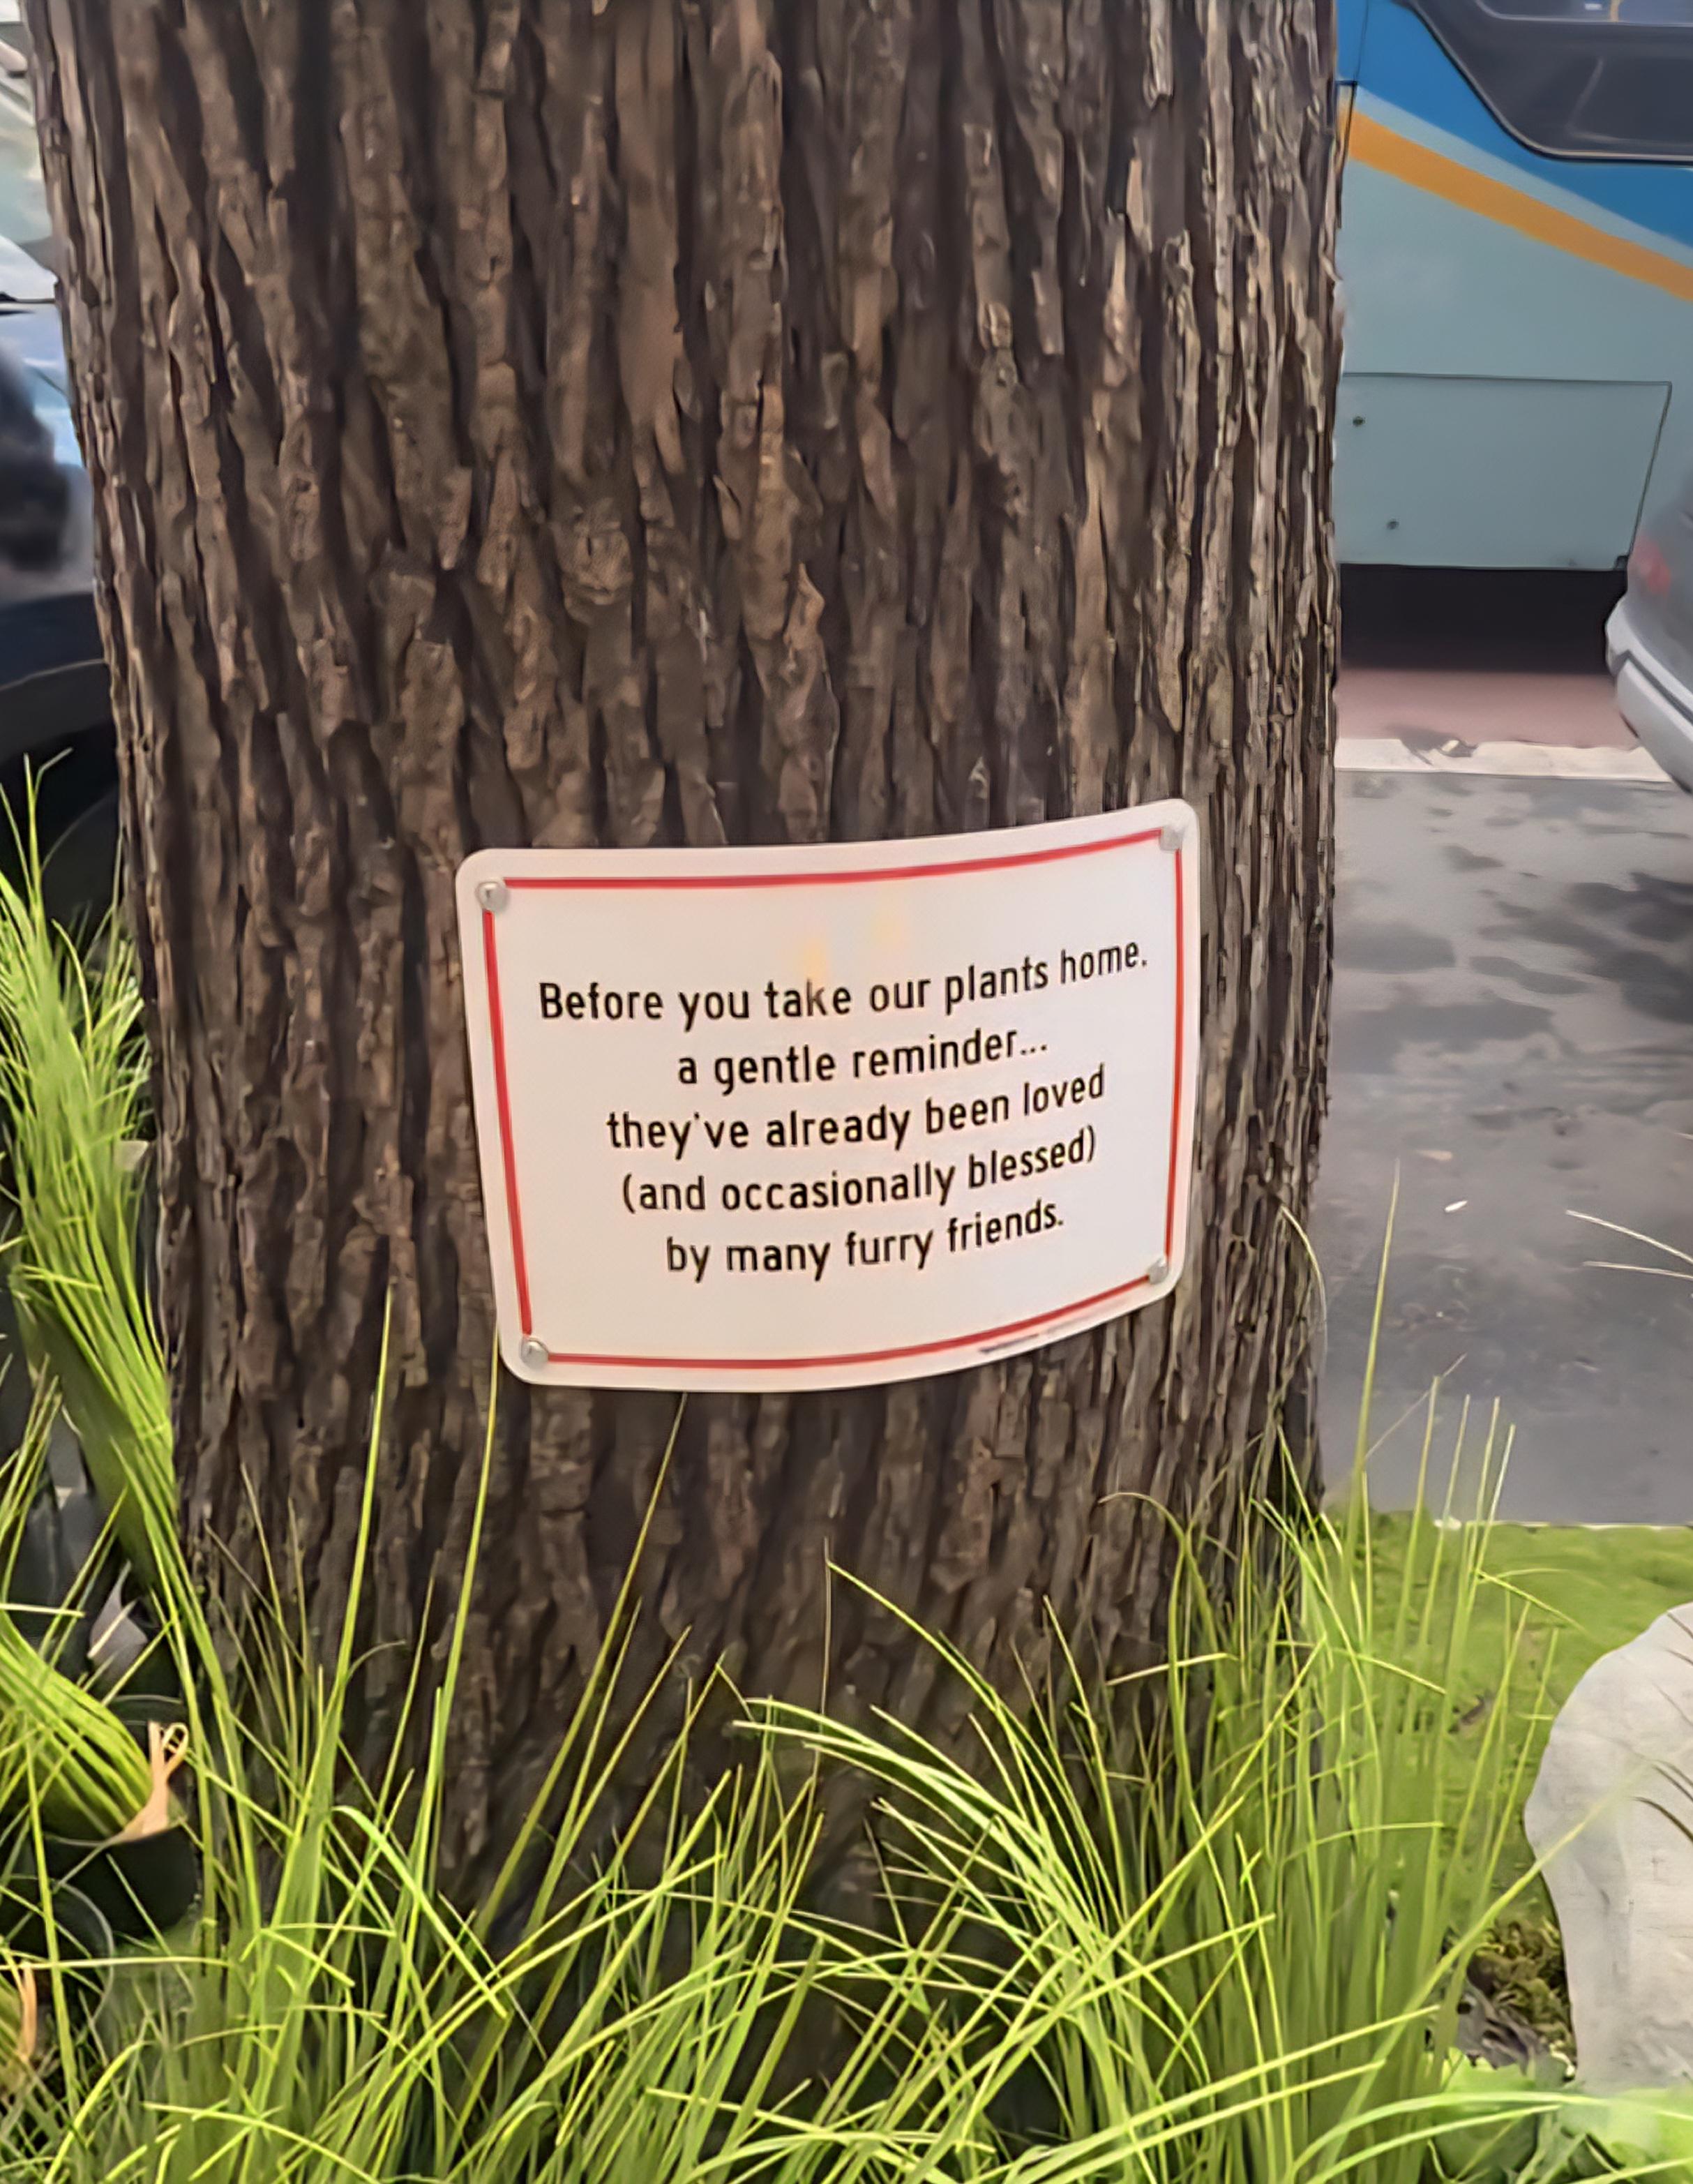 Before you take our plants home.
a gentle reminder...
they've already been loved
(and occasionally blessed)
by many furry friends.